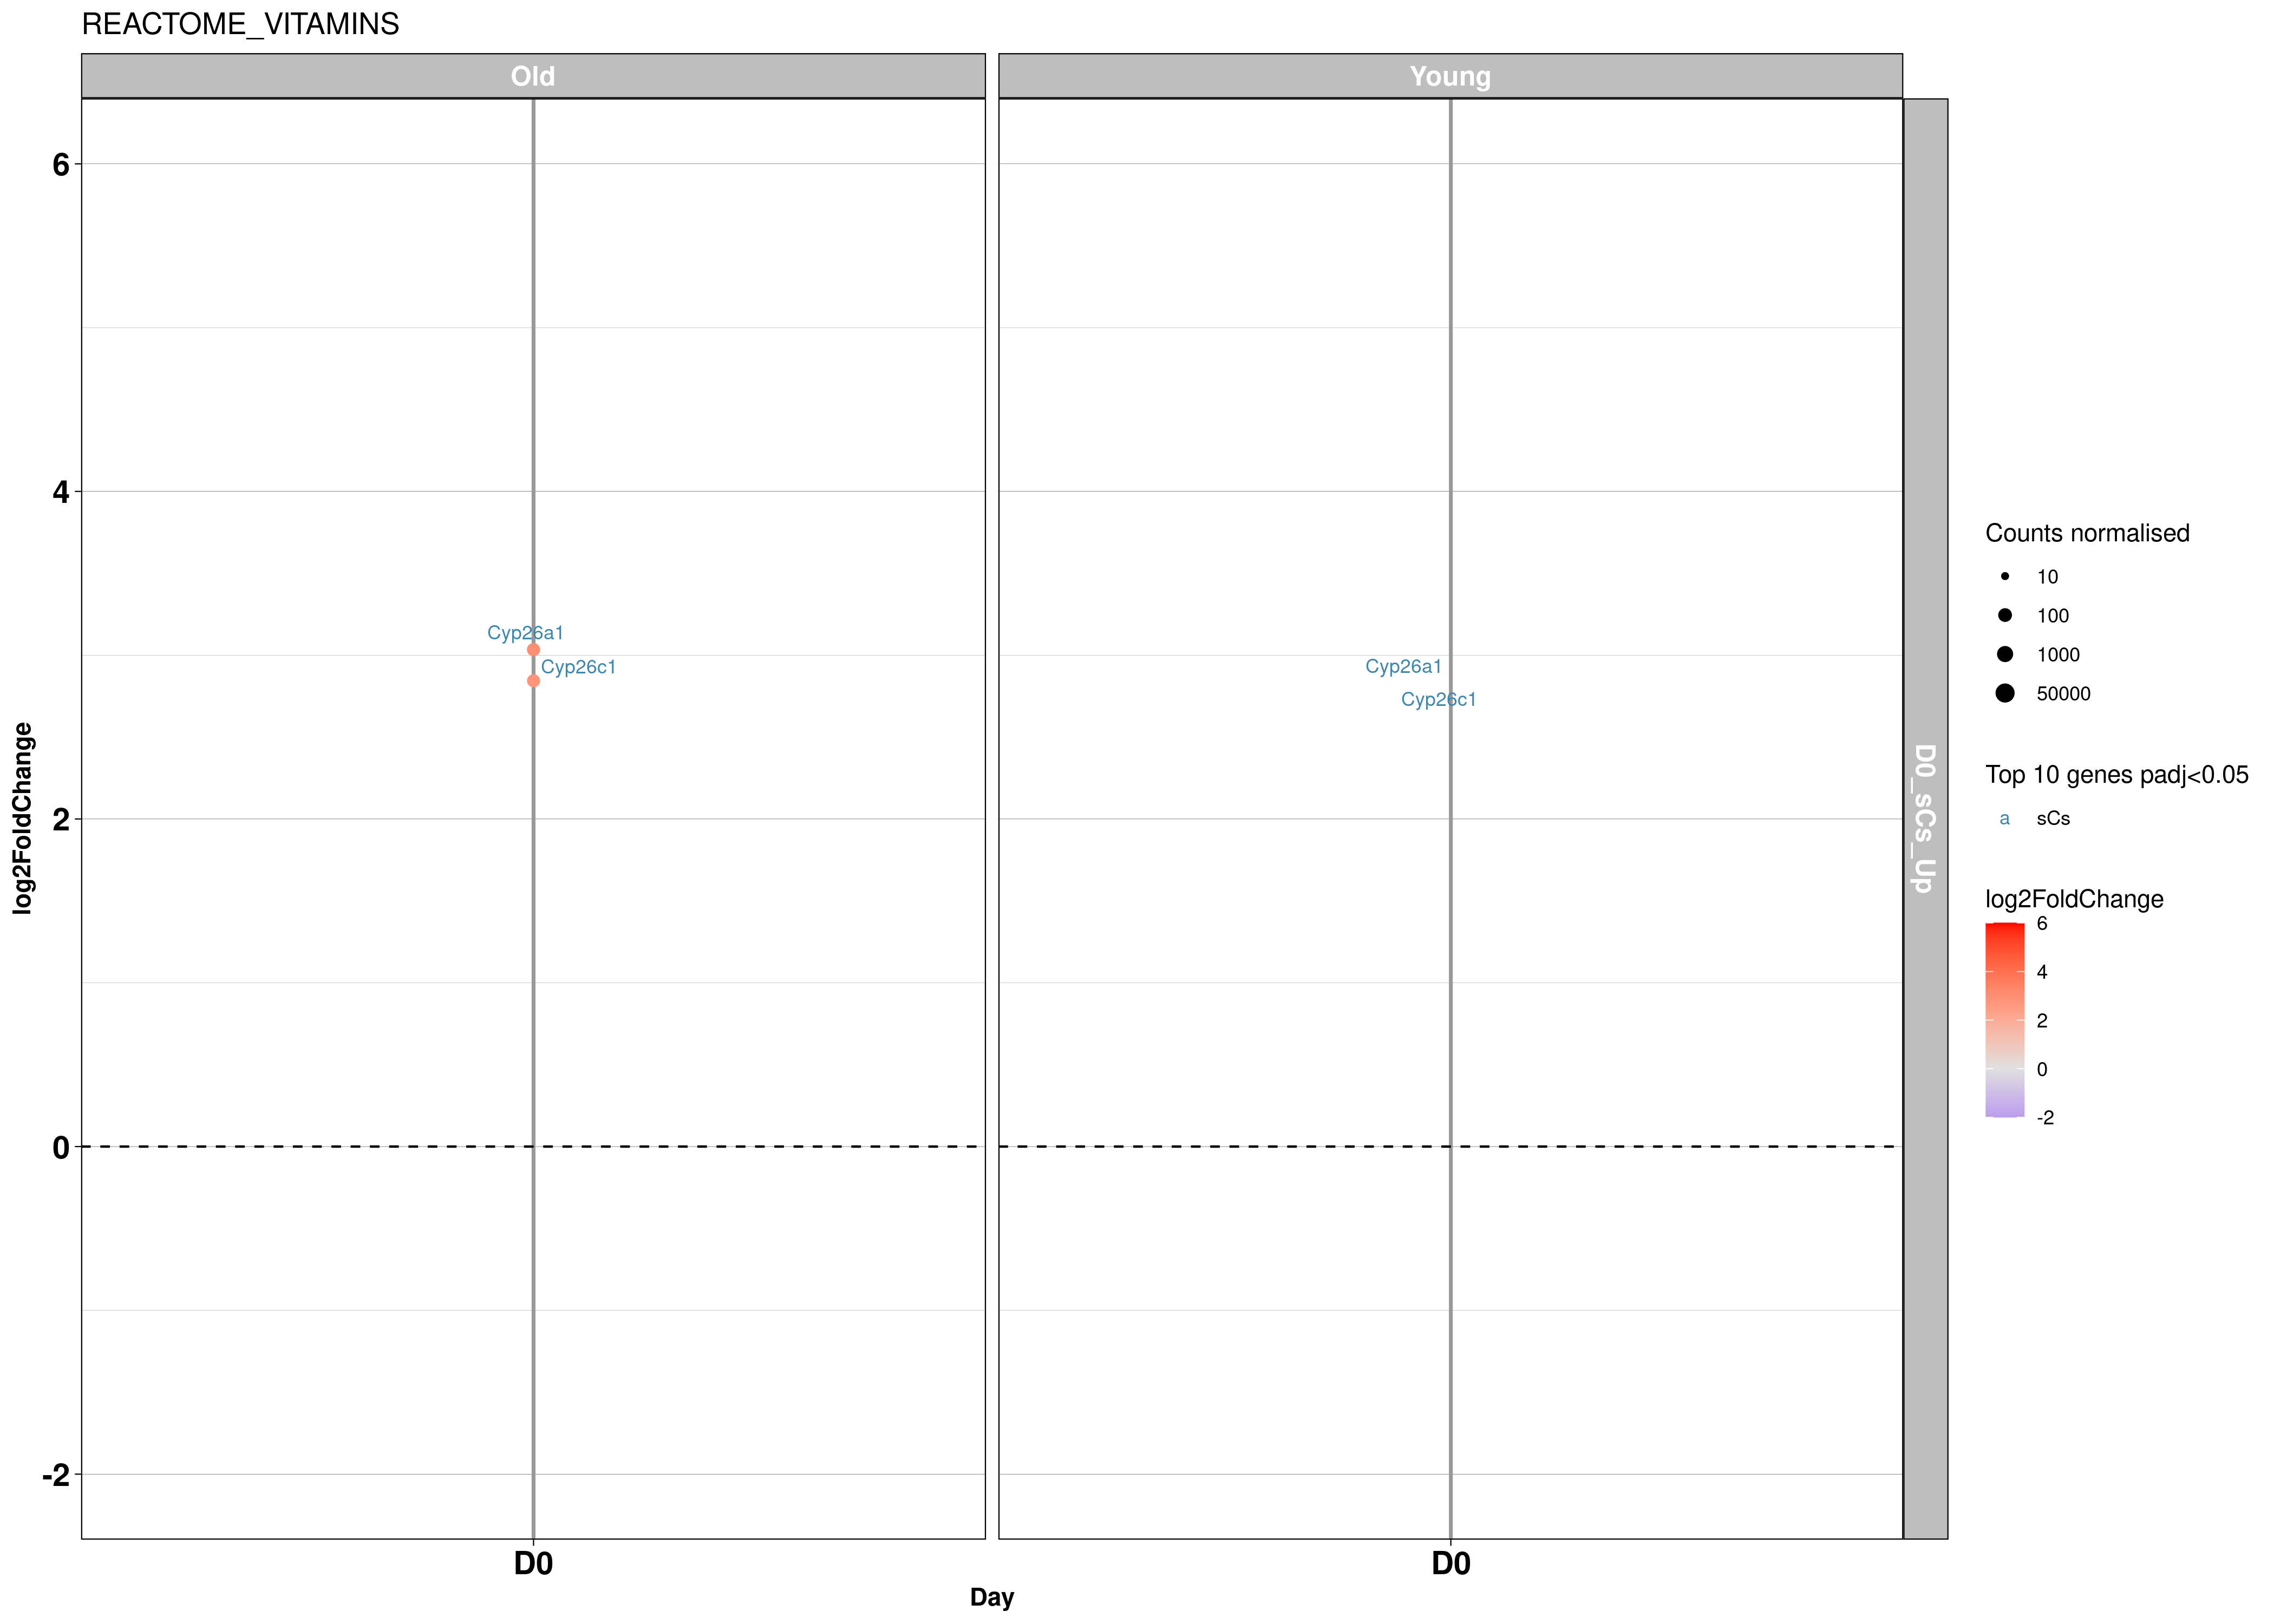 REACTOME_VITAMINS
Old
Young
6
4
2
0
-2
log2FoldChange
Cyp26a1
Cyp26c1
Cyp26a1
Cyp26c1
D0_sCs_Up
D0
D0
Day
Counts normalised
10
100
1000
50000
Top 10 genes padj<0.05
a sCs
log2FoldChange
6
4
2
0
-2